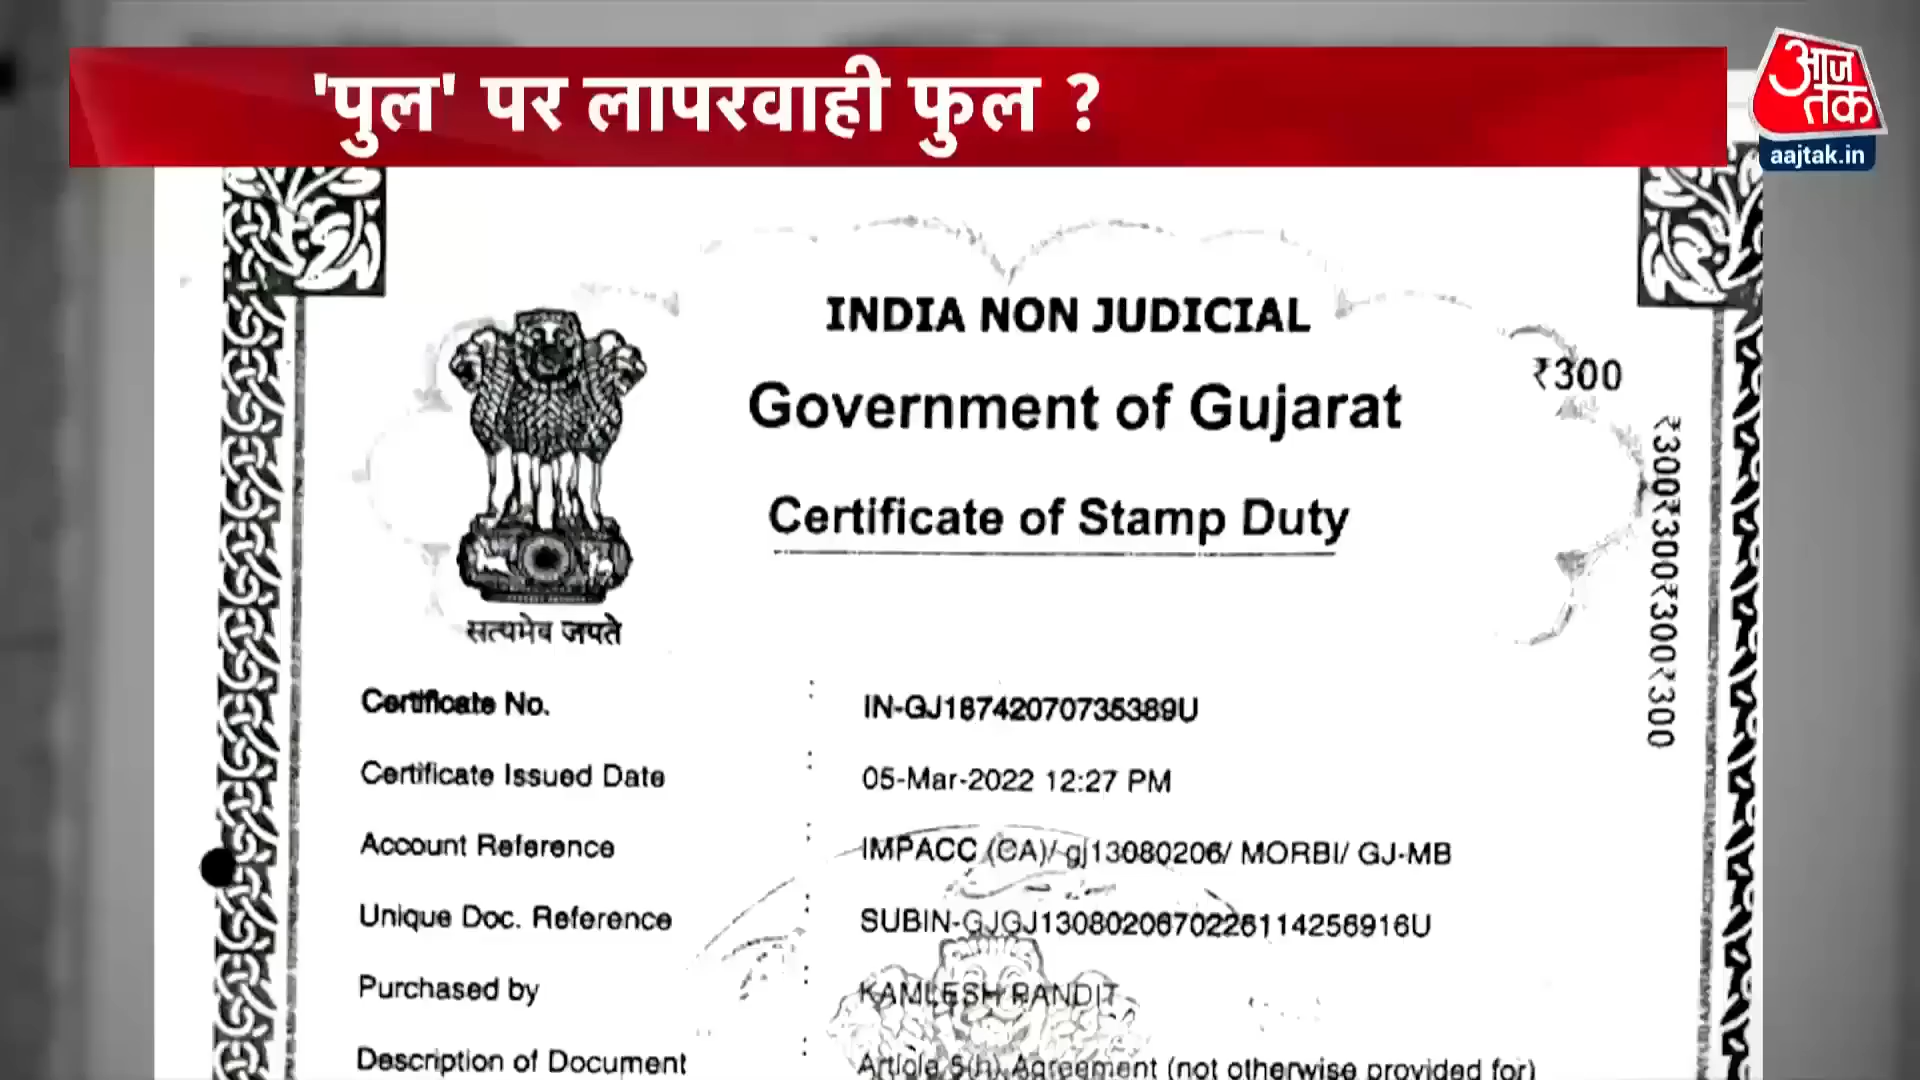 'पुल' पर लापरवाही फुल ?
आज
तक
aajtak.in
INDIA NON JUDICIAL
Government of Gujarat
Certificate of Stamp Duty
₹300
₹300₹300₹300₹300₹300
सत्यमेव जयते
Certificate No. : IN-GJ18742070735389U
Certificate Issued Date : 05-Mar-2022 12:27 PM
Account Reference : IMPACC (CA)/ gj13080206/ MORBI/ GJ-MB
Unique Doc. Reference : SUBIN-GJGJ1308020670226114256916U
Purchased by : KAMLESH PANDIT
Description of Document : Article 5(h) Agreement (not otherwise provided for)